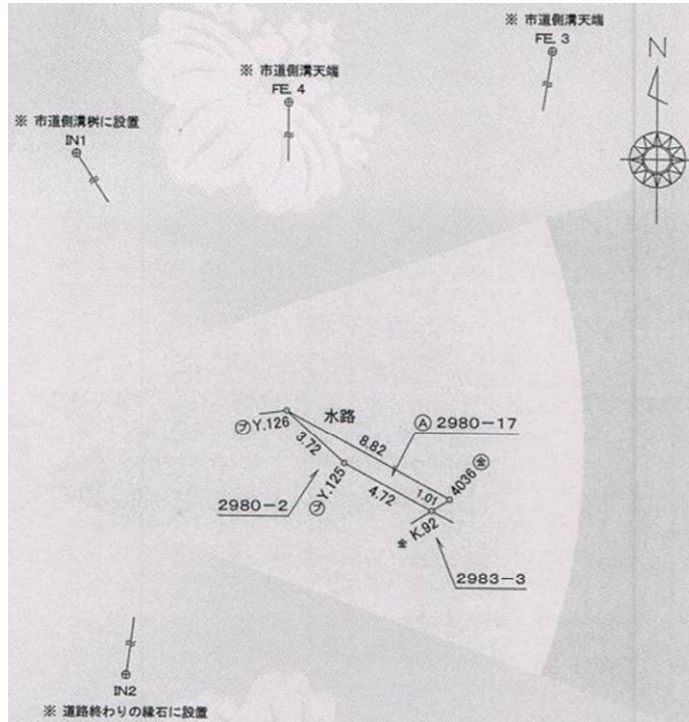 ※ 市道側溝天端
FE. 3
N
※ 市道側溝天端
FE. 4
※ 市道側溝桝に設置
IN1
水路
㋫ Y.126
Ⓐ 2980-17
8.82
3.72
4036 ㊎
1.01
2980-2
㋫ Y.125
4.72
K.92
2983-3
IN2
※ 道路終わりの縁石に設置